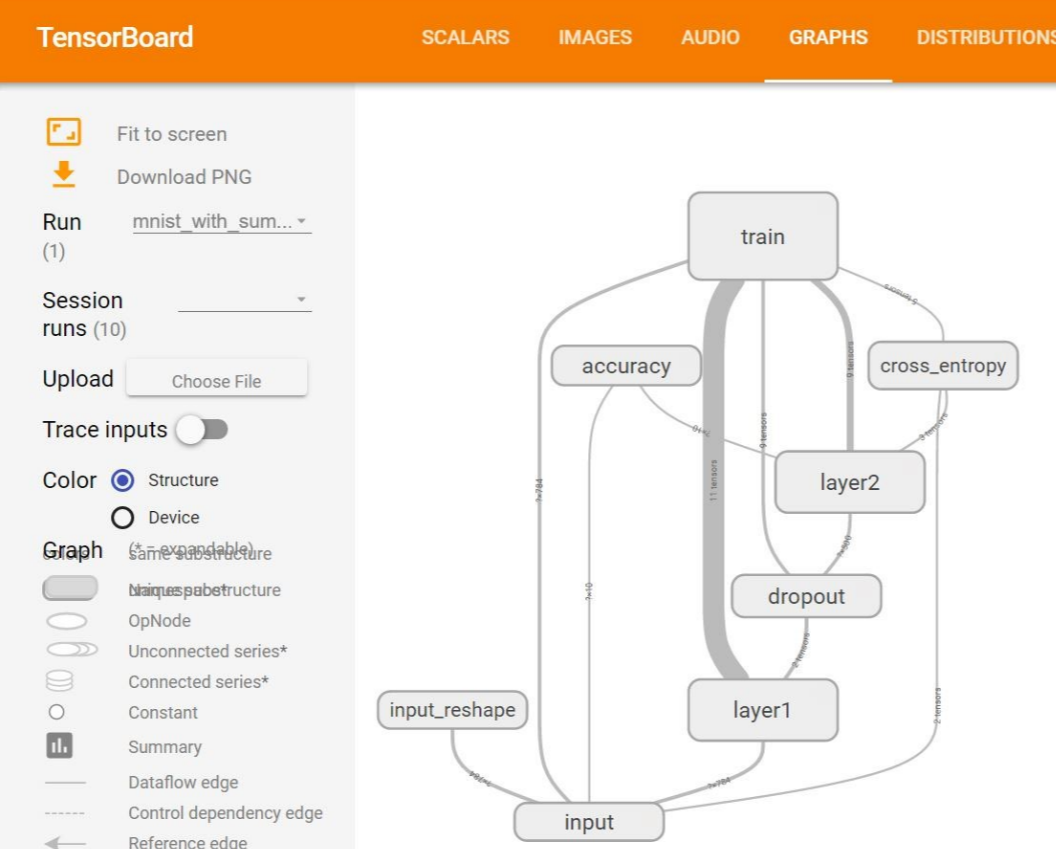 TensorBoard
SCALARS
IMAGES
AUDIO
GRAPHS
DISTRIBUTIONS
Fit to screen
Download PNG
Run
(1)
mnist_with_sum...
Session
runs (10)
Upload
Choose File
Trace inputs
Color
Structure
Device
Graph
(* = expandable)
colors
same substructure
Namespace*
unique substructure
OpNode
Unconnected series*
Connected series*
Constant
Summary
Dataflow edge
Control dependency edge
Reference edge
train
5 tensors
accuracy
9 tensors
cross_entropy
?×10
9 tensors
3 tensors
11 tensors
layer2
?×784
?×500
?×10
dropout
2 tensors
input_reshape
layer1
2 tensors
?×784
?×784
input